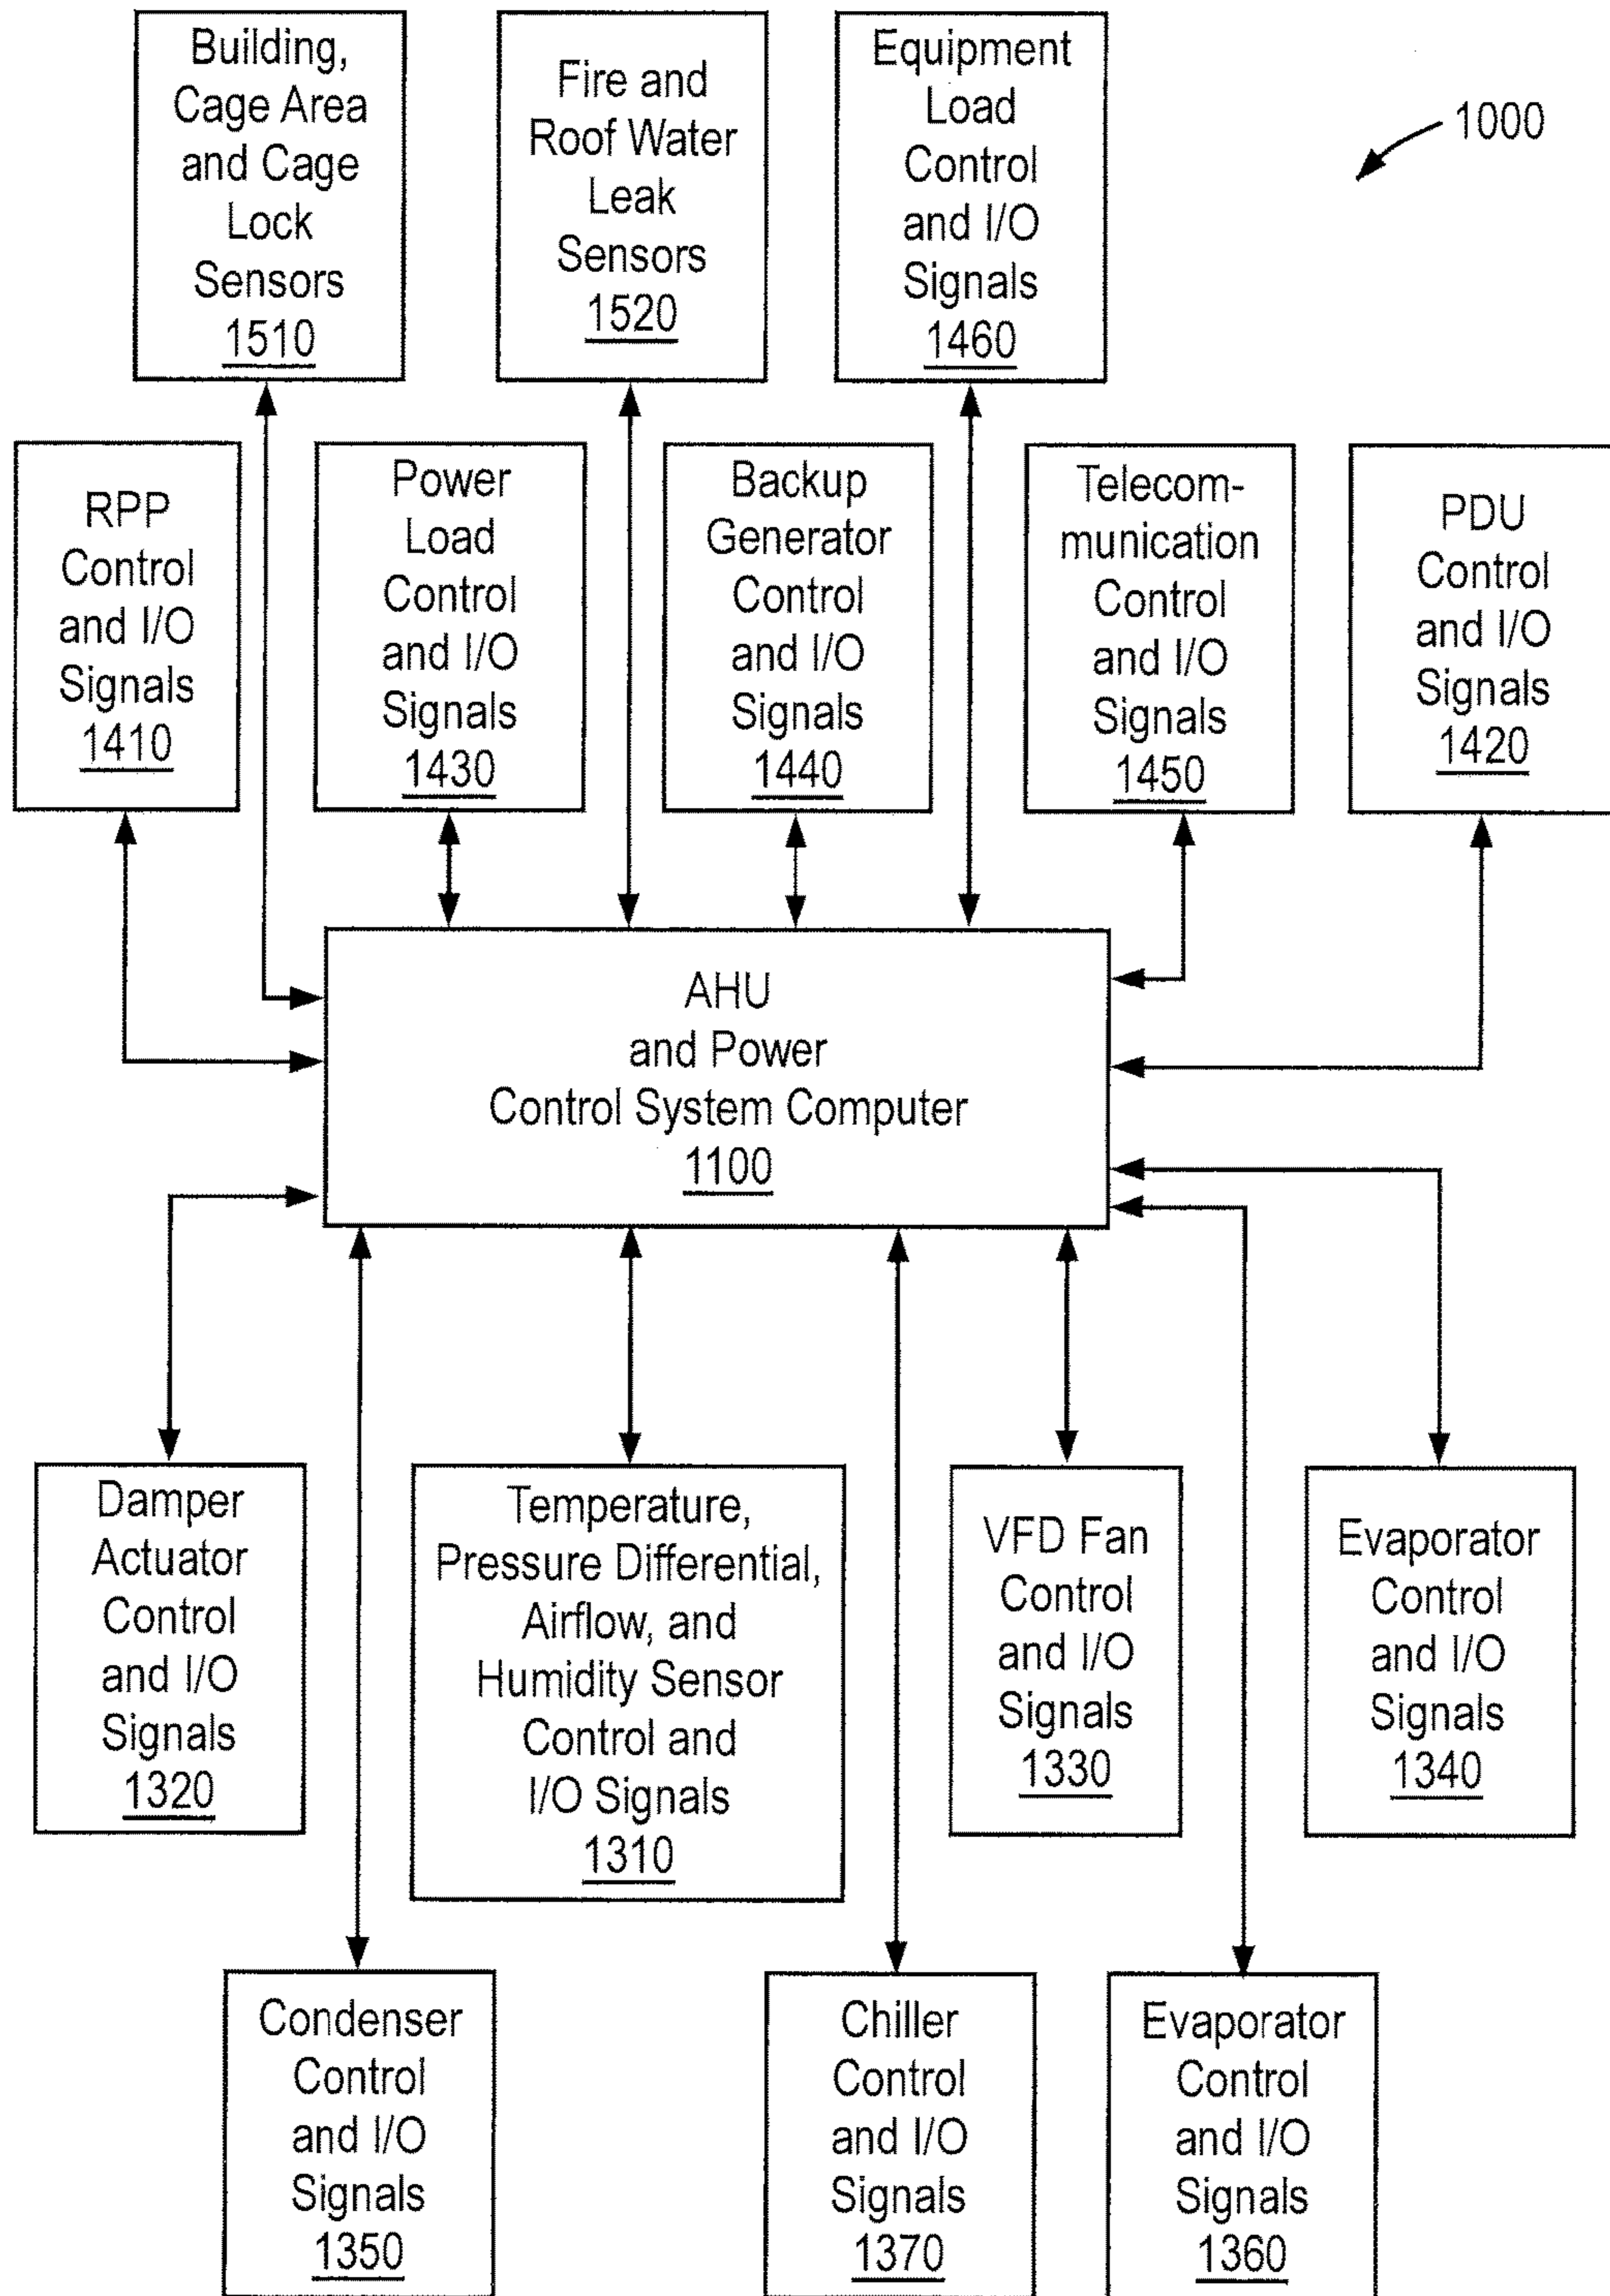 Building,
Cage Area
and Cage
Lock
Sensors
1510
Fire and
Roof Water
Leak
Sensors
1520
Equipment
Load
Control
and I/O
Signals
1460
1000
RPP
Control
and I/O
Signals
1410
Power
Load
Control
and I/O
Signals
1430
Backup
Generator
Control
and I/O
Signals
1440
Telecom-
munication
Control
and I/O
Signals
1450
PDU
Control
and I/O
Signals
1420
AHU
and Power
Control System Computer
1100
Damper
Actuator
Control
and I/O
Signals
1320
Temperature,
Pressure Differential,
Airflow, and
Humidity Sensor
Control and
I/O Signals
1310
VFD Fan
Control
and I/O
Signals
1330
Evaporator
Control
and I/O
Signals
1340
Condenser
Control
and I/O
Signals
1350
Chiller
Control
and I/O
Signals
1370
Evaporator
Control
and I/O
Signals
1360